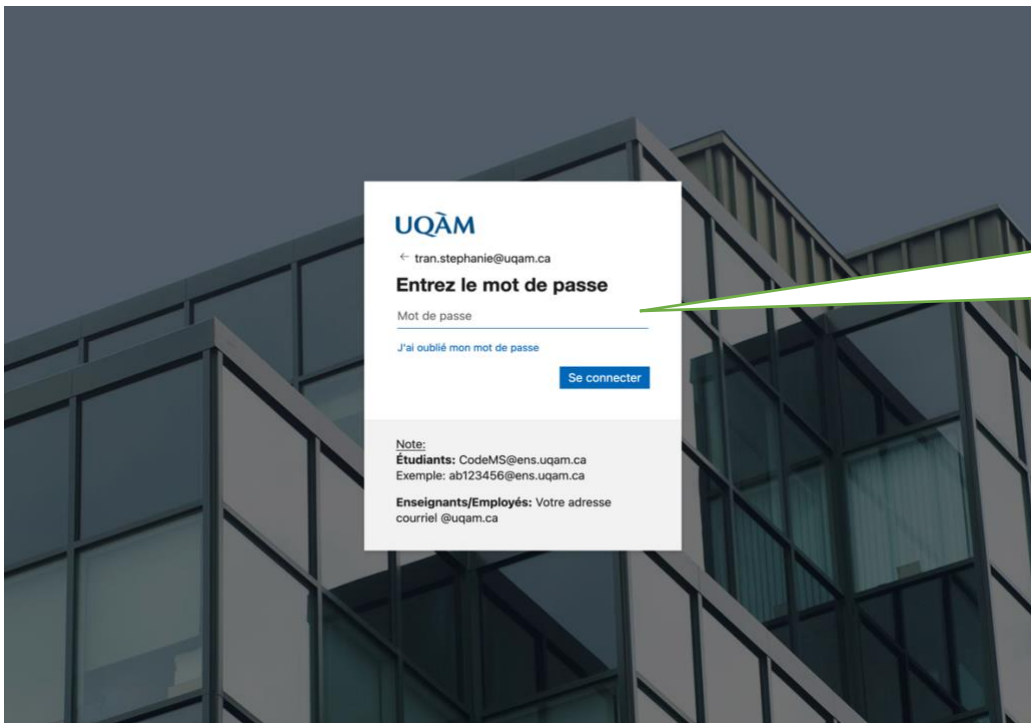 UQÀM
← tran.stephanie@uqam.ca
Entrez le mot de passe
Mot de passe
J'ai oublié mon mot de passe
Se connecter
Note:
Étudiants: CodeMS@ens.uqam.ca
Exemple: ab123456@ens.uqam.ca
Enseignants/Employés: Votre adresse
courriel @uqam.ca